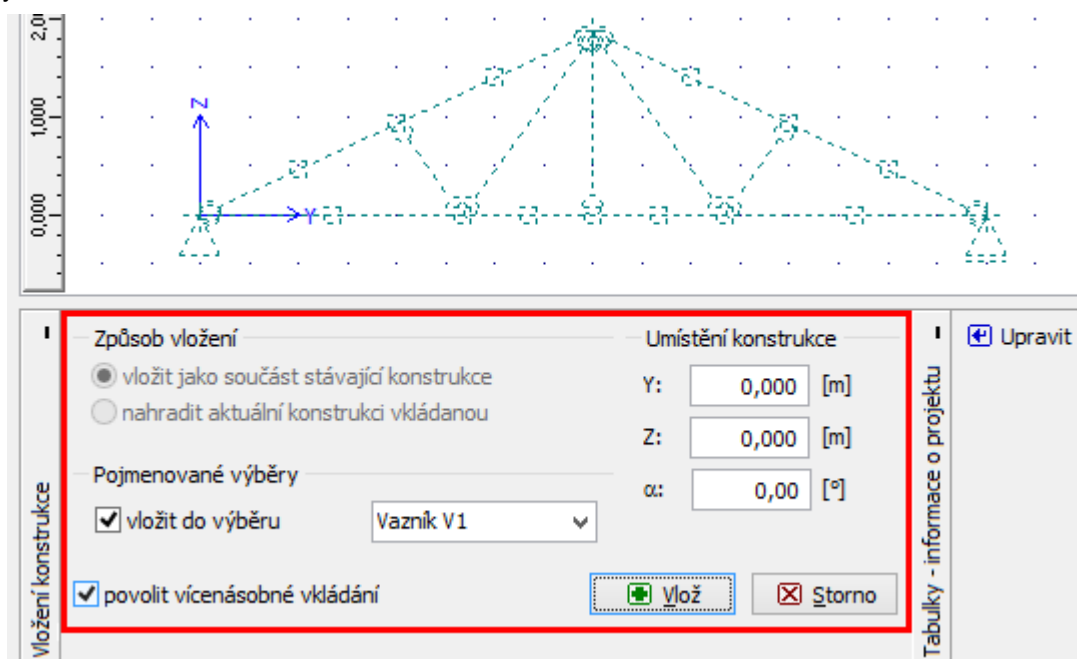 2,00
1,000
0,000
Z
Y
Způsob vložení
vložit jako součást stávající konstrukce
nahradit aktuální konstrukci vkládanou
Pojmenované výběry
vložit do výběru
Vazník V1
povolit vícenásobné vkládání
Umístění konstrukce
Y: 0,000 [m]
Z: 0,000 [m]
α: 0,00 [°]
Vlož
Storno
Vložení konstrukce
Tabulky - informace o projektu
Upravit